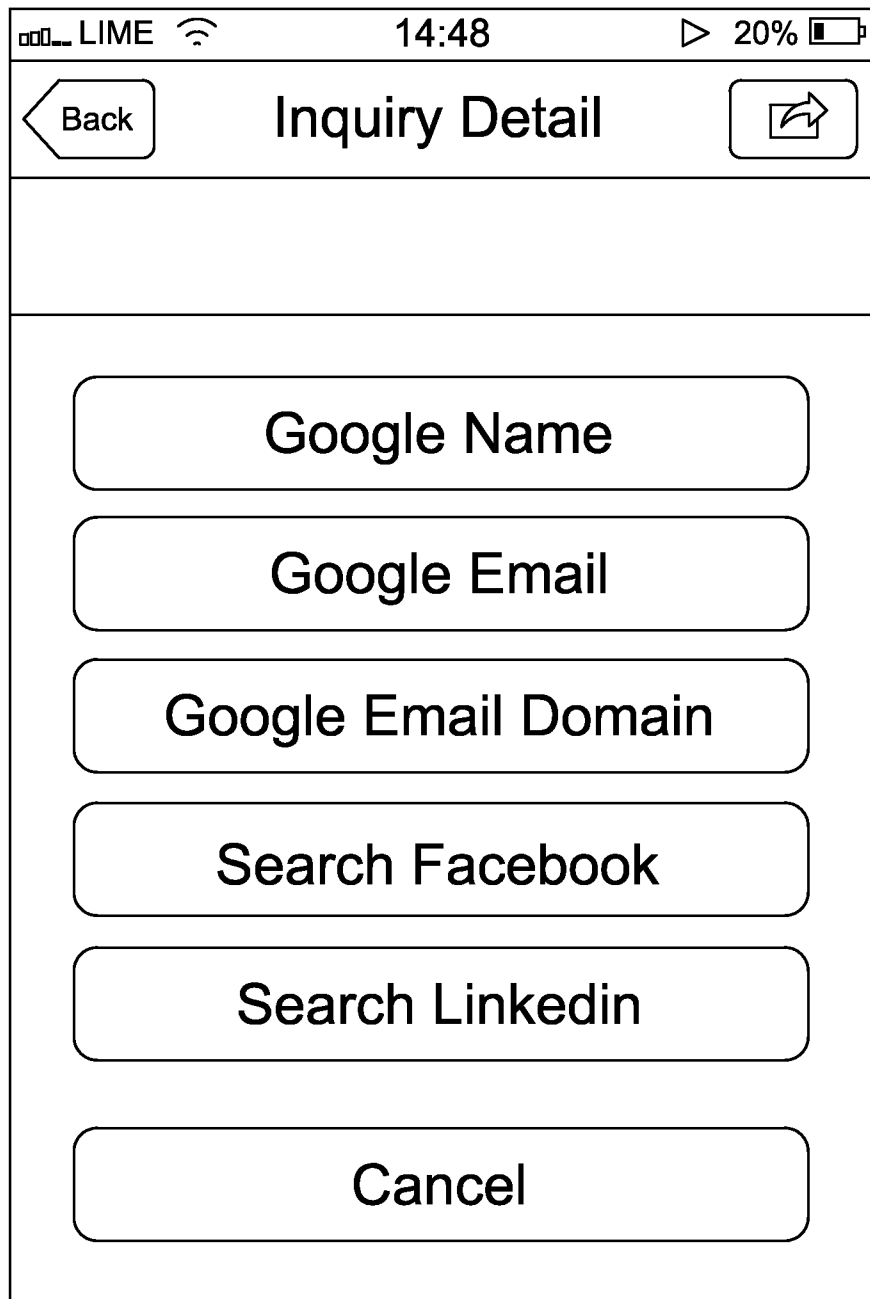 LIME 14:48 20%
Back Inquiry Detail
Google Name
Google Email
Google Email Domain
Search Facebook
Search Linkedin
Cancel